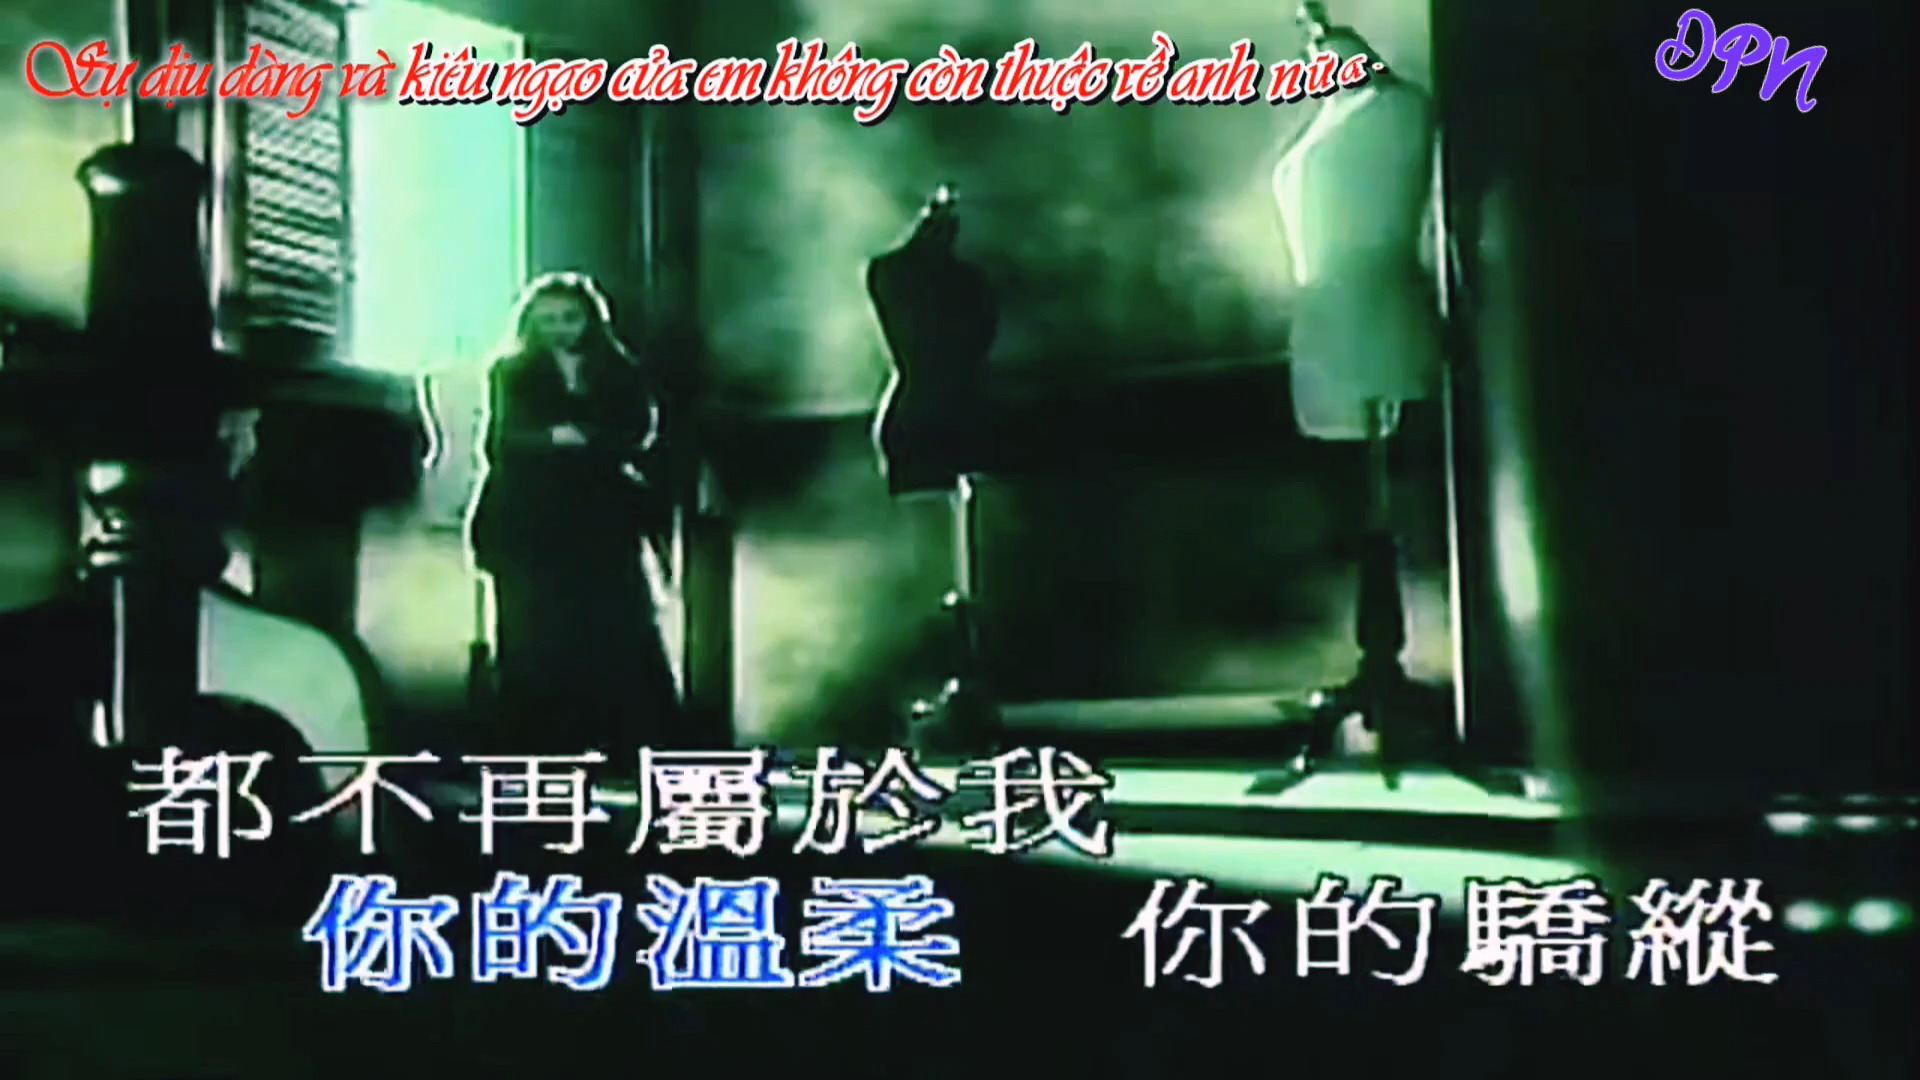 Sự dịu dàng và kiêu ngạo của em không còn thuộc về anh nữa.
DPN
都不再屬於我
你的溫柔 你的驕縱